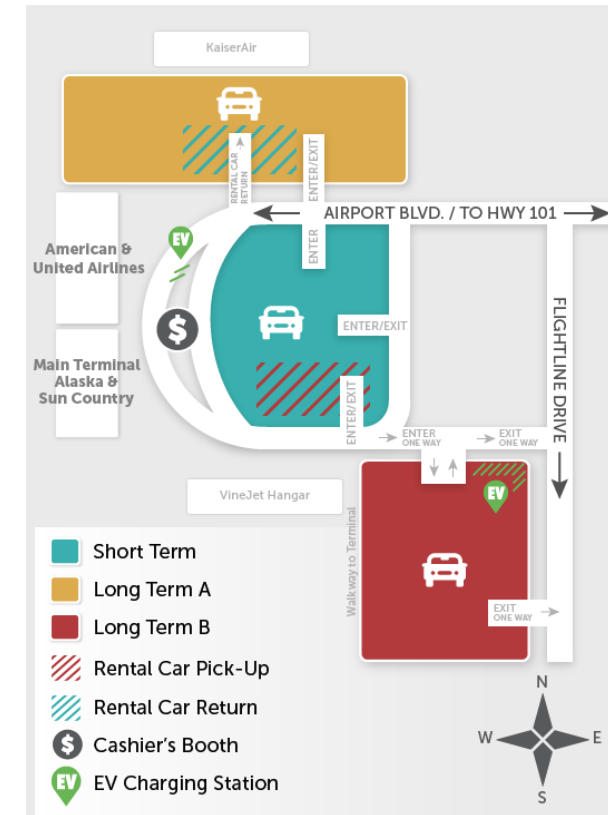 KaiserAir
RENTAL CAR
RETURN
ENTER/EXIT
AIRPORT BLVD. / TO HWY 101
ENTER
EV
American &
United Airlines
$
ENTER/EXIT
FLIGHTLINE DRIVE
Main Terminal
Alaska &
Sun Country
ENTER/EXIT
ENTER
ONE WAY
EXIT
ONE WAY
VineJet Hangar
EV
Walkway to Terminal
EXIT
ONE WAY
Short Term
Long Term A
Long Term B
Rental Car Pick-Up
Rental Car Return
$ Cashier's Booth
EV EV Charging Station
N
W
E
S